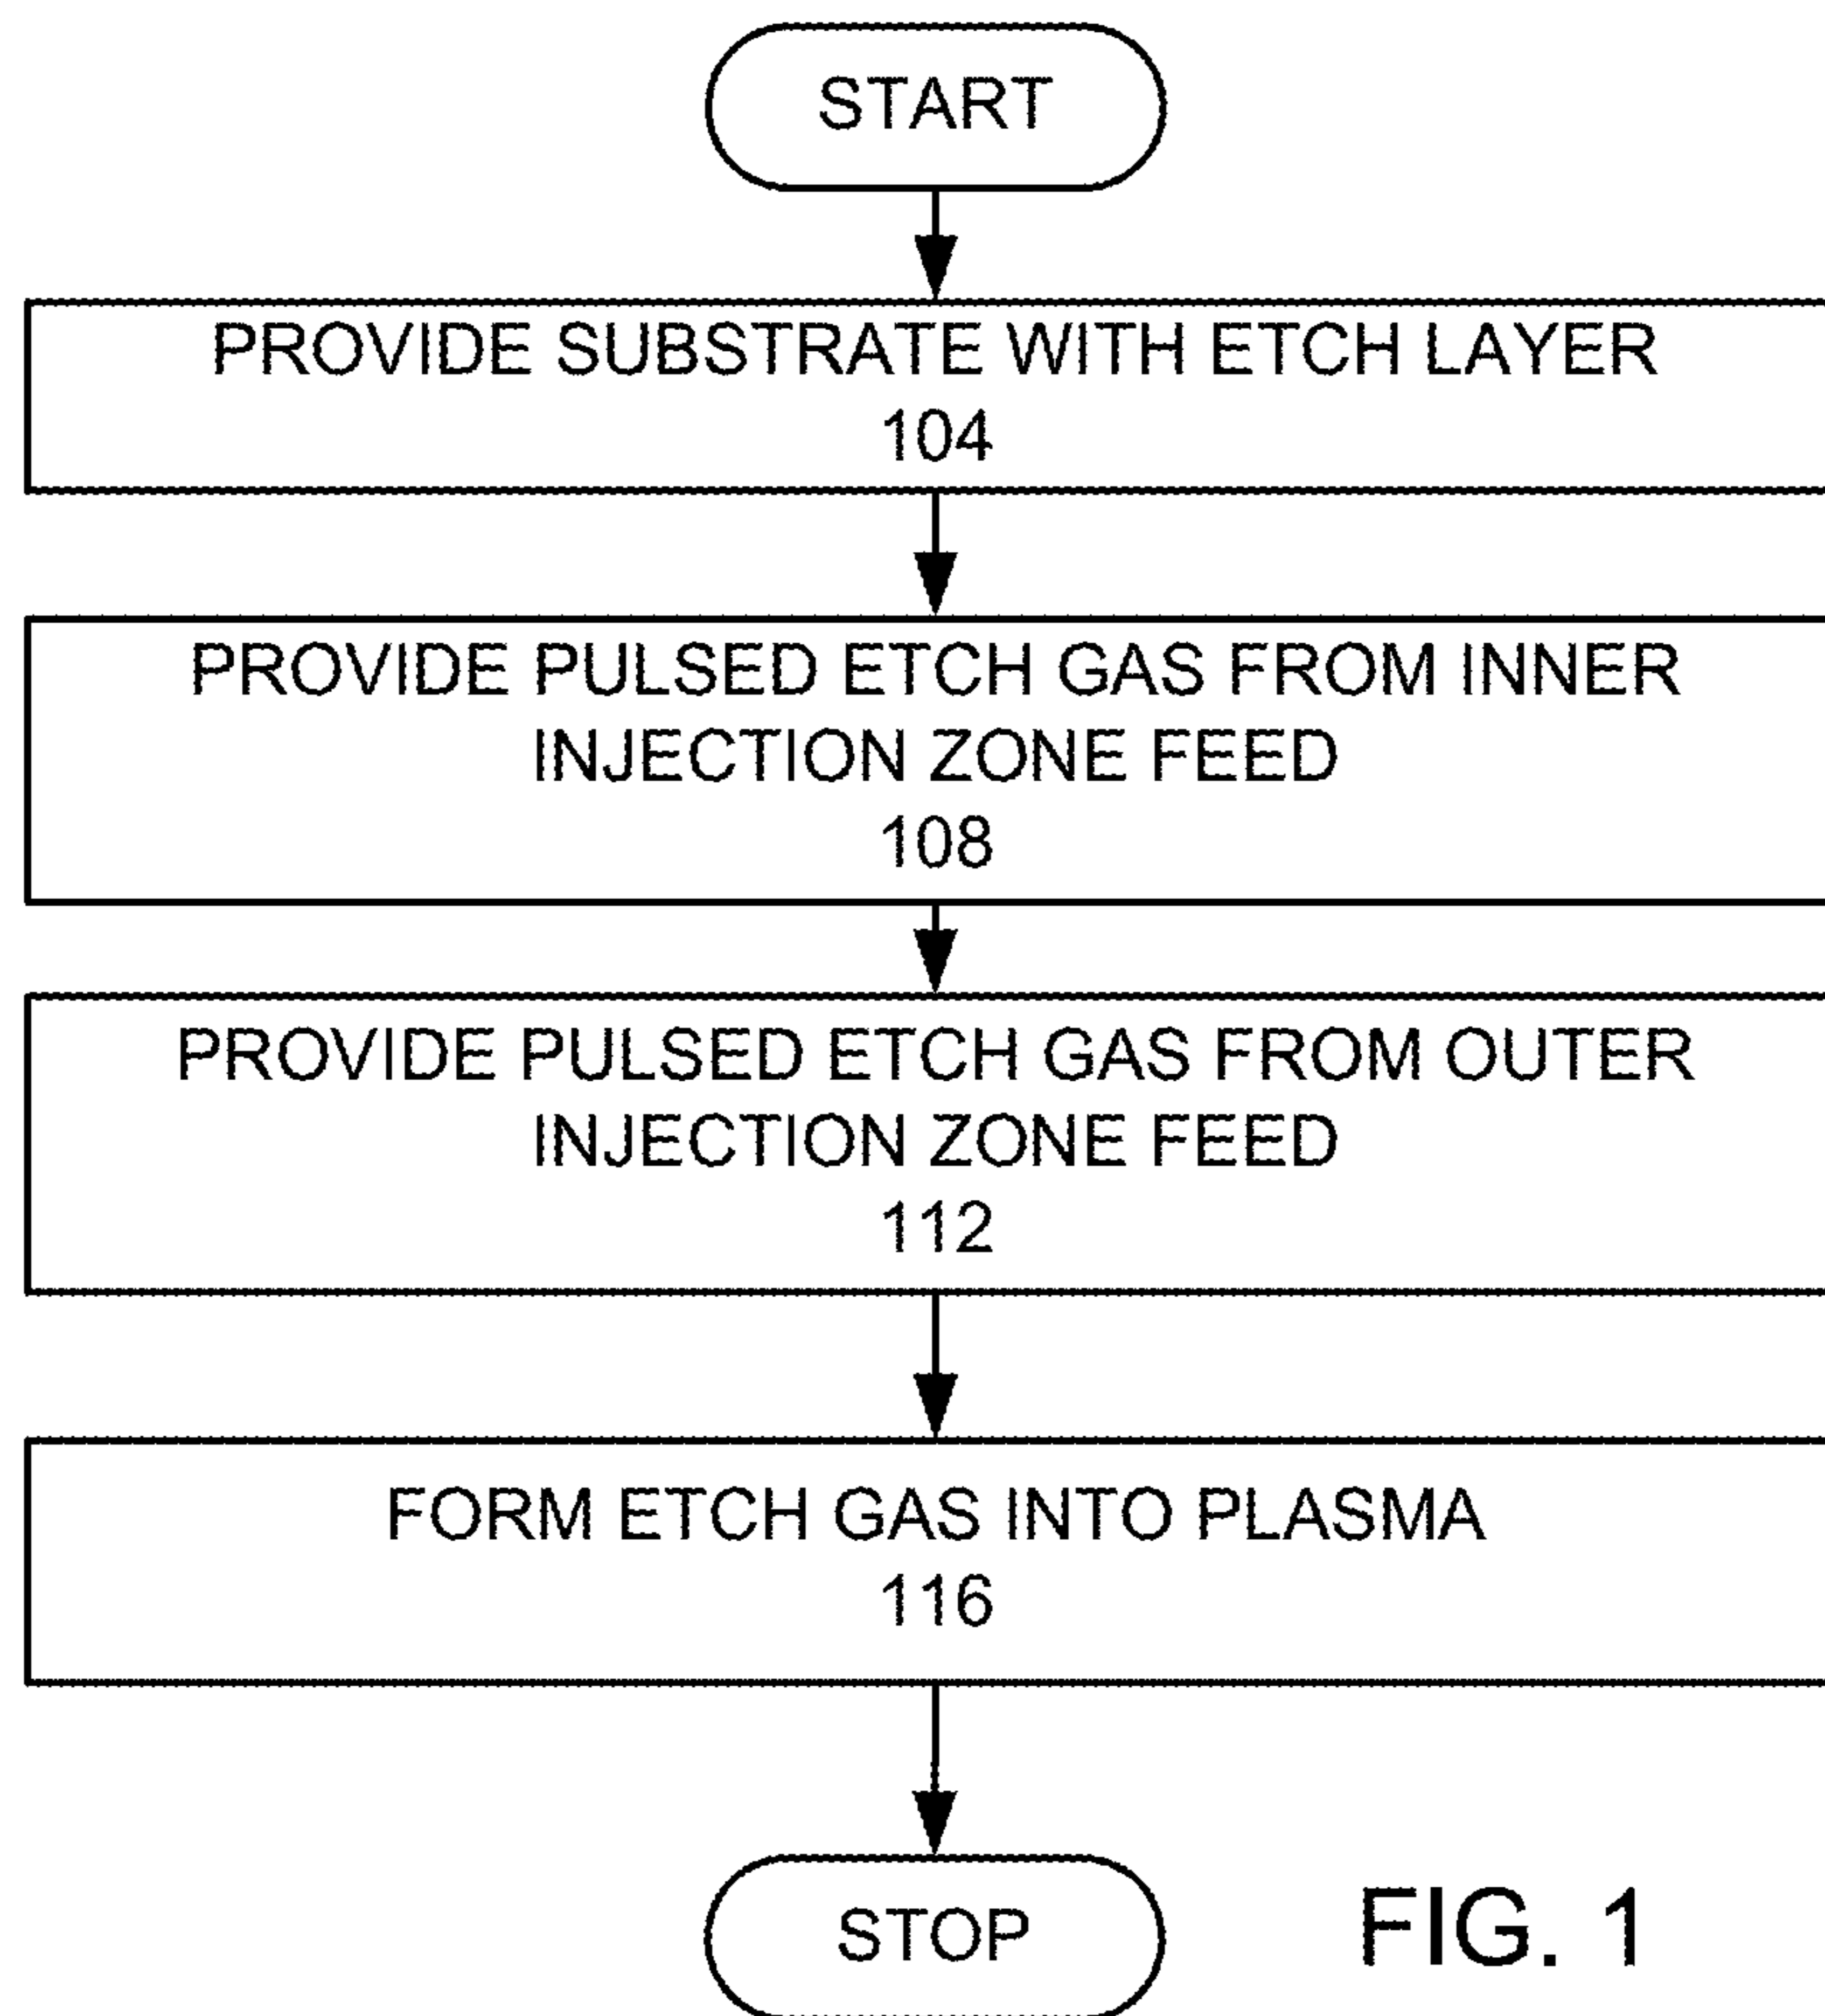 START
PROVIDE SUBSTRATE WITH ETCH LAYER
104
PROVIDE PULSED ETCH GAS FROM INNER
INJECTION ZONE FEED
108
PROVIDE PULSED ETCH GAS FROM OUTER
INJECTION ZONE FEED
112
FORM ETCH GAS INTO PLASMA
116
STOP
FIG. 1